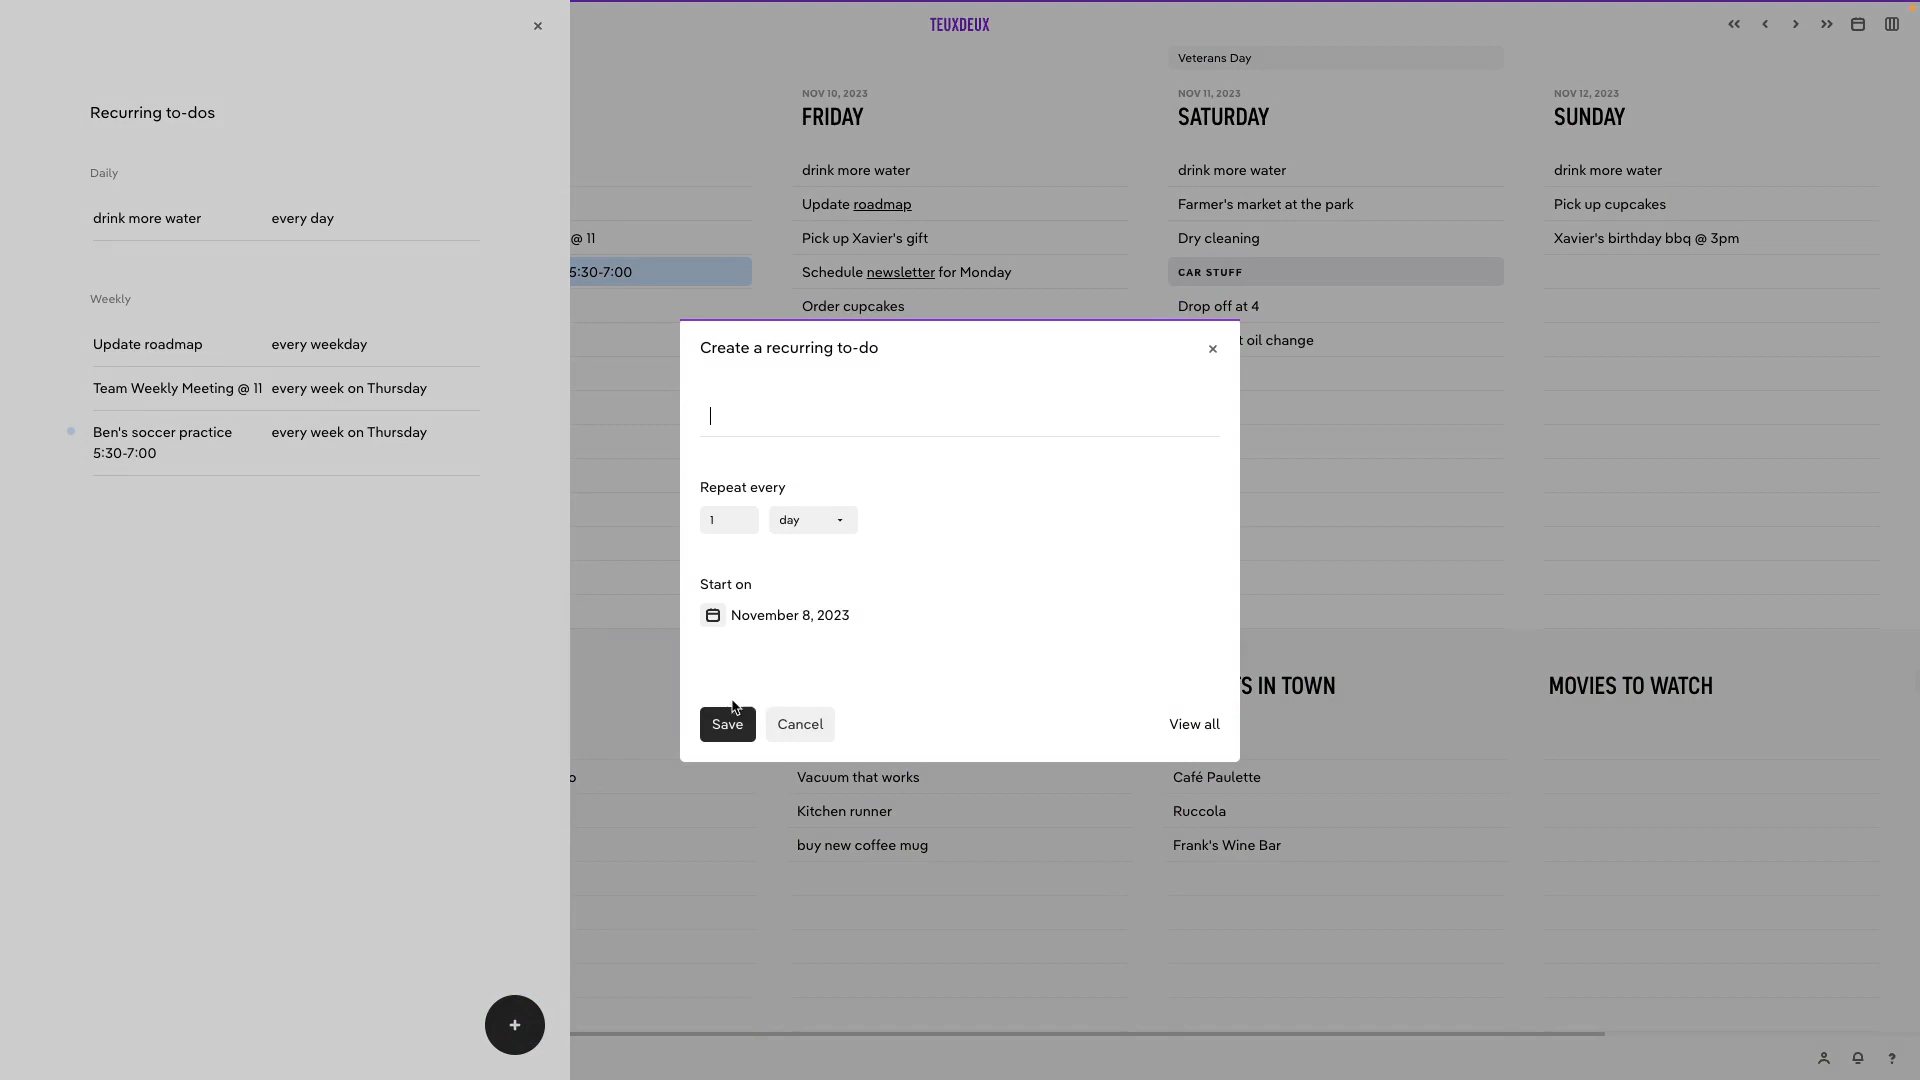 Recurring to-dos
Daily
drink more water every day
Weekly
Update roadmap every weekday
Team Weekly Meeting @ 11 every week on Thursday
Ben's soccer practice every week on Thursday
5:30-7:00
TEUXDEUX
@ 11
5:30-7:00
NOV 10, 2023
FRIDAY
drink more water
Update roadmap
Pick up Xavier's gift
Schedule newsletter for Monday
Order cupcakes
Veterans Day
NOV 11, 2023
SATURDAY
drink more water
Farmer's market at the park
Dry cleaning
CAR STUFF
Drop off at 4
oil change
NOV 12, 2023
SUNDAY
drink more water
Pick up cupcakes
Xavier's birthday bbq @ 3pm
Create a recurring to-do
Repeat every
1 day
Start on
November 8, 2023
Save Cancel View all
Vacuum that works
Kitchen runner
buy new coffee mug
IN TOWN
Café Paulette
Ruccola
Frank's Wine Bar
MOVIES TO WATCH